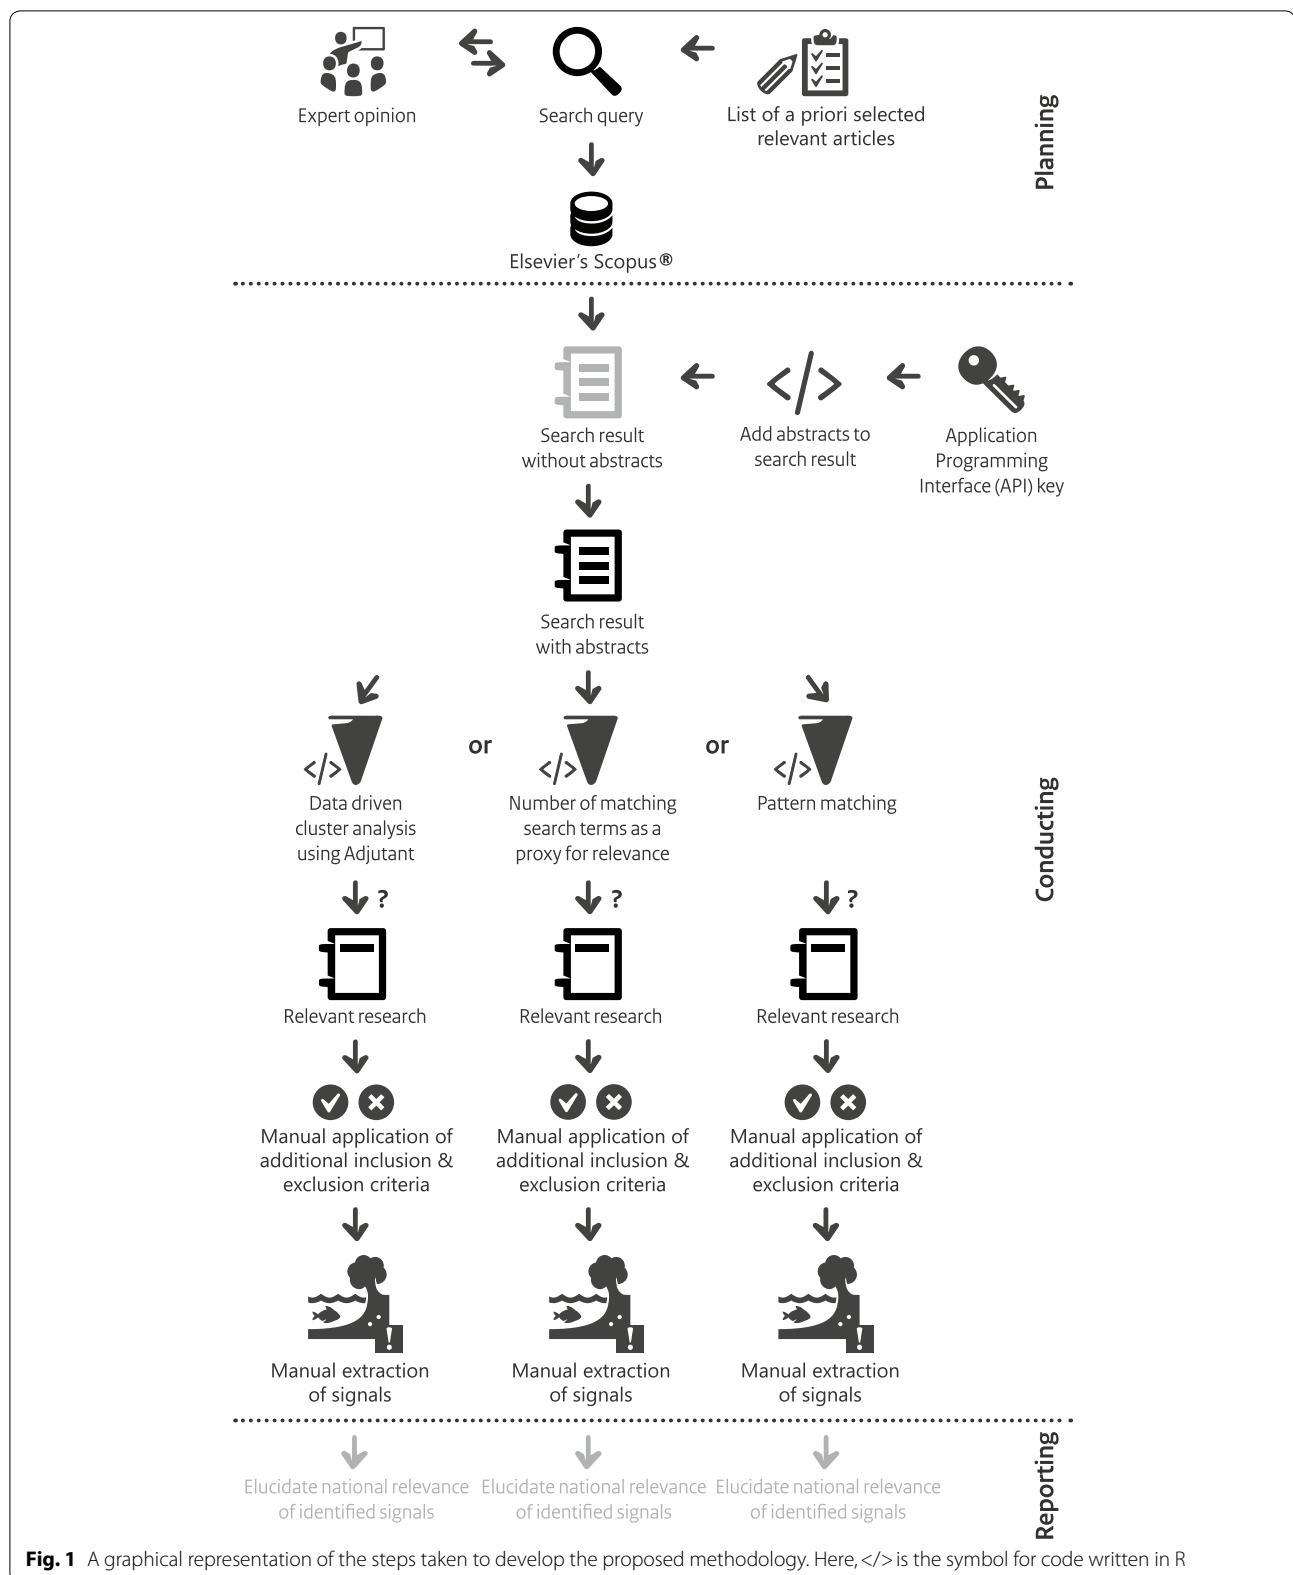 Expert opinion
Search query
List of a priori selected
relevant articles
Planning
Elsevier's Scopus®
Search result
without abstracts
</>
Add abstracts to
search result
Application
Programming
Interface (API) key
Search result
with abstracts
or
or
</>
Data driven
cluster analysis
using Adjutant
</>
Number of matching
search terms as a
proxy for relevance
</>
Pattern matching
Conducting
?
?
?
Relevant research
Relevant research
Relevant research
Manual application of
additional inclusion &
exclusion criteria
Manual application of
additional inclusion &
exclusion criteria
Manual application of
additional inclusion &
exclusion criteria
!
!
!
Manual extraction
of signals
Manual extraction
of signals
Manual extraction
of signals
Elucidate national relevance
of identified signals
Elucidate national relevance
of identified signals
Elucidate national relevance
of identified signals
Reporting
Fig. 1 A graphical representation of the steps taken to develop the proposed methodology. Here, </> is the symbol for code written in R